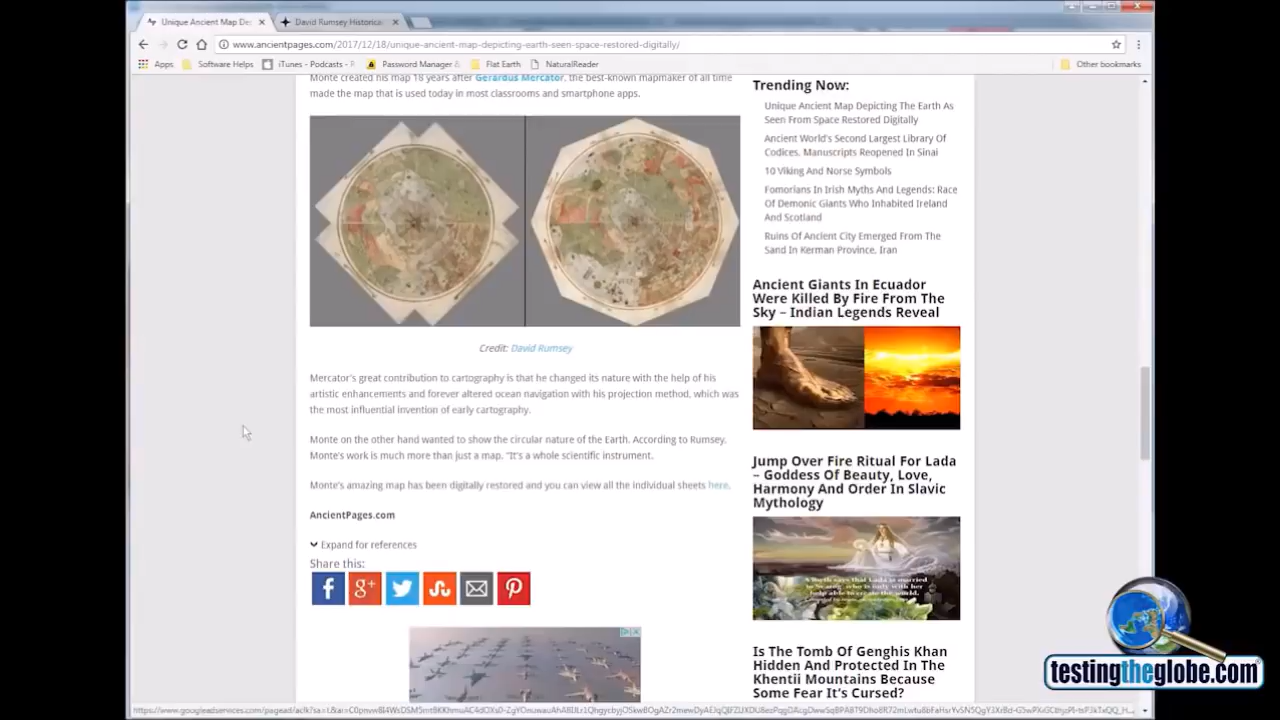 Unique Ancient Map De
David Rumsey Historica
www.ancientpages.com/2017/12/18/unique-ancient-map-depicting-earth-seen-space-restored-digitally/
Apps Software Helps iTunes - Podcasts - P Password Manager & Flat Earth NaturalReader Other bookmarks
Monte created his map 18 years after Gerardus Mercator, the best-known mapmaker of all time
made the map that is used today in most classrooms and smartphone apps.
Credit: David Rumsey
Mercator's great contribution to cartography is that he changed its nature with the help of his
artistic enhancements and forever altered ocean navigation with his projection method, which was
the most influential invention of early cartography.
Monte on the other hand wanted to show the circular nature of the Earth. According to Rumsey,
Monte's work is much more than just a map. "It's a whole scientific instrument.
Monte's amazing map has been digitally restored and you can view all the individual sheets here.
AncientPages.com
Expand for references
Share this:
Trending Now:
Unique Ancient Map Depicting The Earth As
Seen From Space Restored Digitally
Ancient World's Second Largest Library Of
Codices, Manuscripts Reopened In Sinai
10 Viking And Norse Symbols
Fomorians In Irish Myths And Legends: Race
Of Demonic Giants Who Inhabited Ireland
And Scotland
Ruins Of Ancient City Emerged From The
Sand In Kerman Province, Iran
Ancient Giants In Ecuador
Were Killed By Fire From The
Sky – Indian Legends Reveal
Jump Over Fire Ritual For Lada
– Goddess Of Beauty, Love,
Harmony And Order In Slavic
Mythology
Is The Tomb Of Genghis Khan
Hidden And Protected In The
Khentii Mountains Because
Some Fear It's Cursed?
testingtheglobe.com